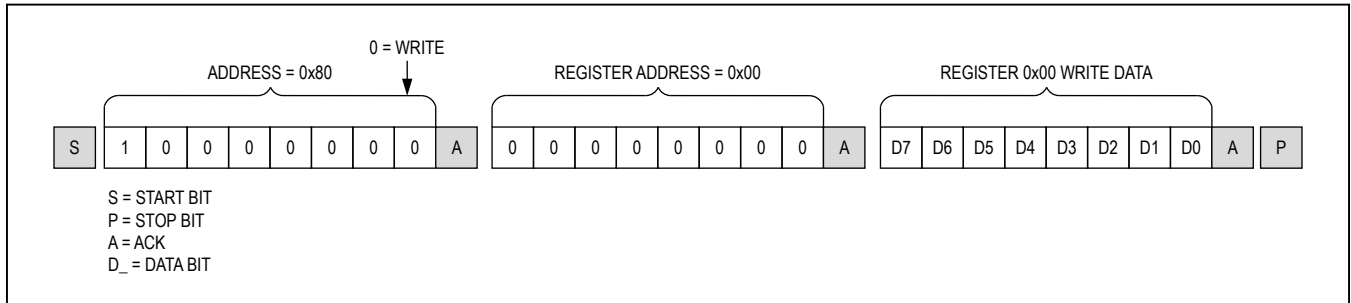 0 = WRITE
ADDRESS = 0x80 REGISTER ADDRESS = 0x00 REGISTER 0x00 WRITE DATA
S 1 0 0 0 0 0 0 0 A 0 0 0 0 0 0 0 0 A D7 D6 D5 D4 D3 D2 D1 D0 A P
S = START BIT
P = STOP BIT
A = ACK
D_ = DATA BIT